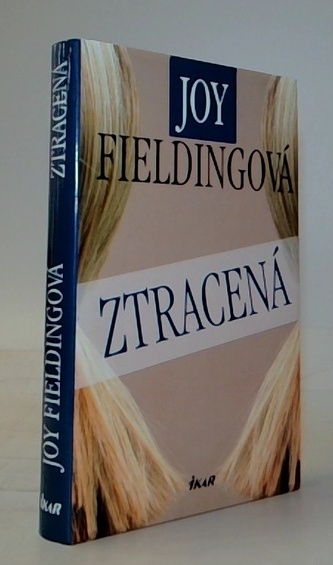 JOY
FIELDINGOVÁ
ZTRACENÁ
IKAR
JOY FIELDINGOVÁ
ZTRACENÁ
IKAR